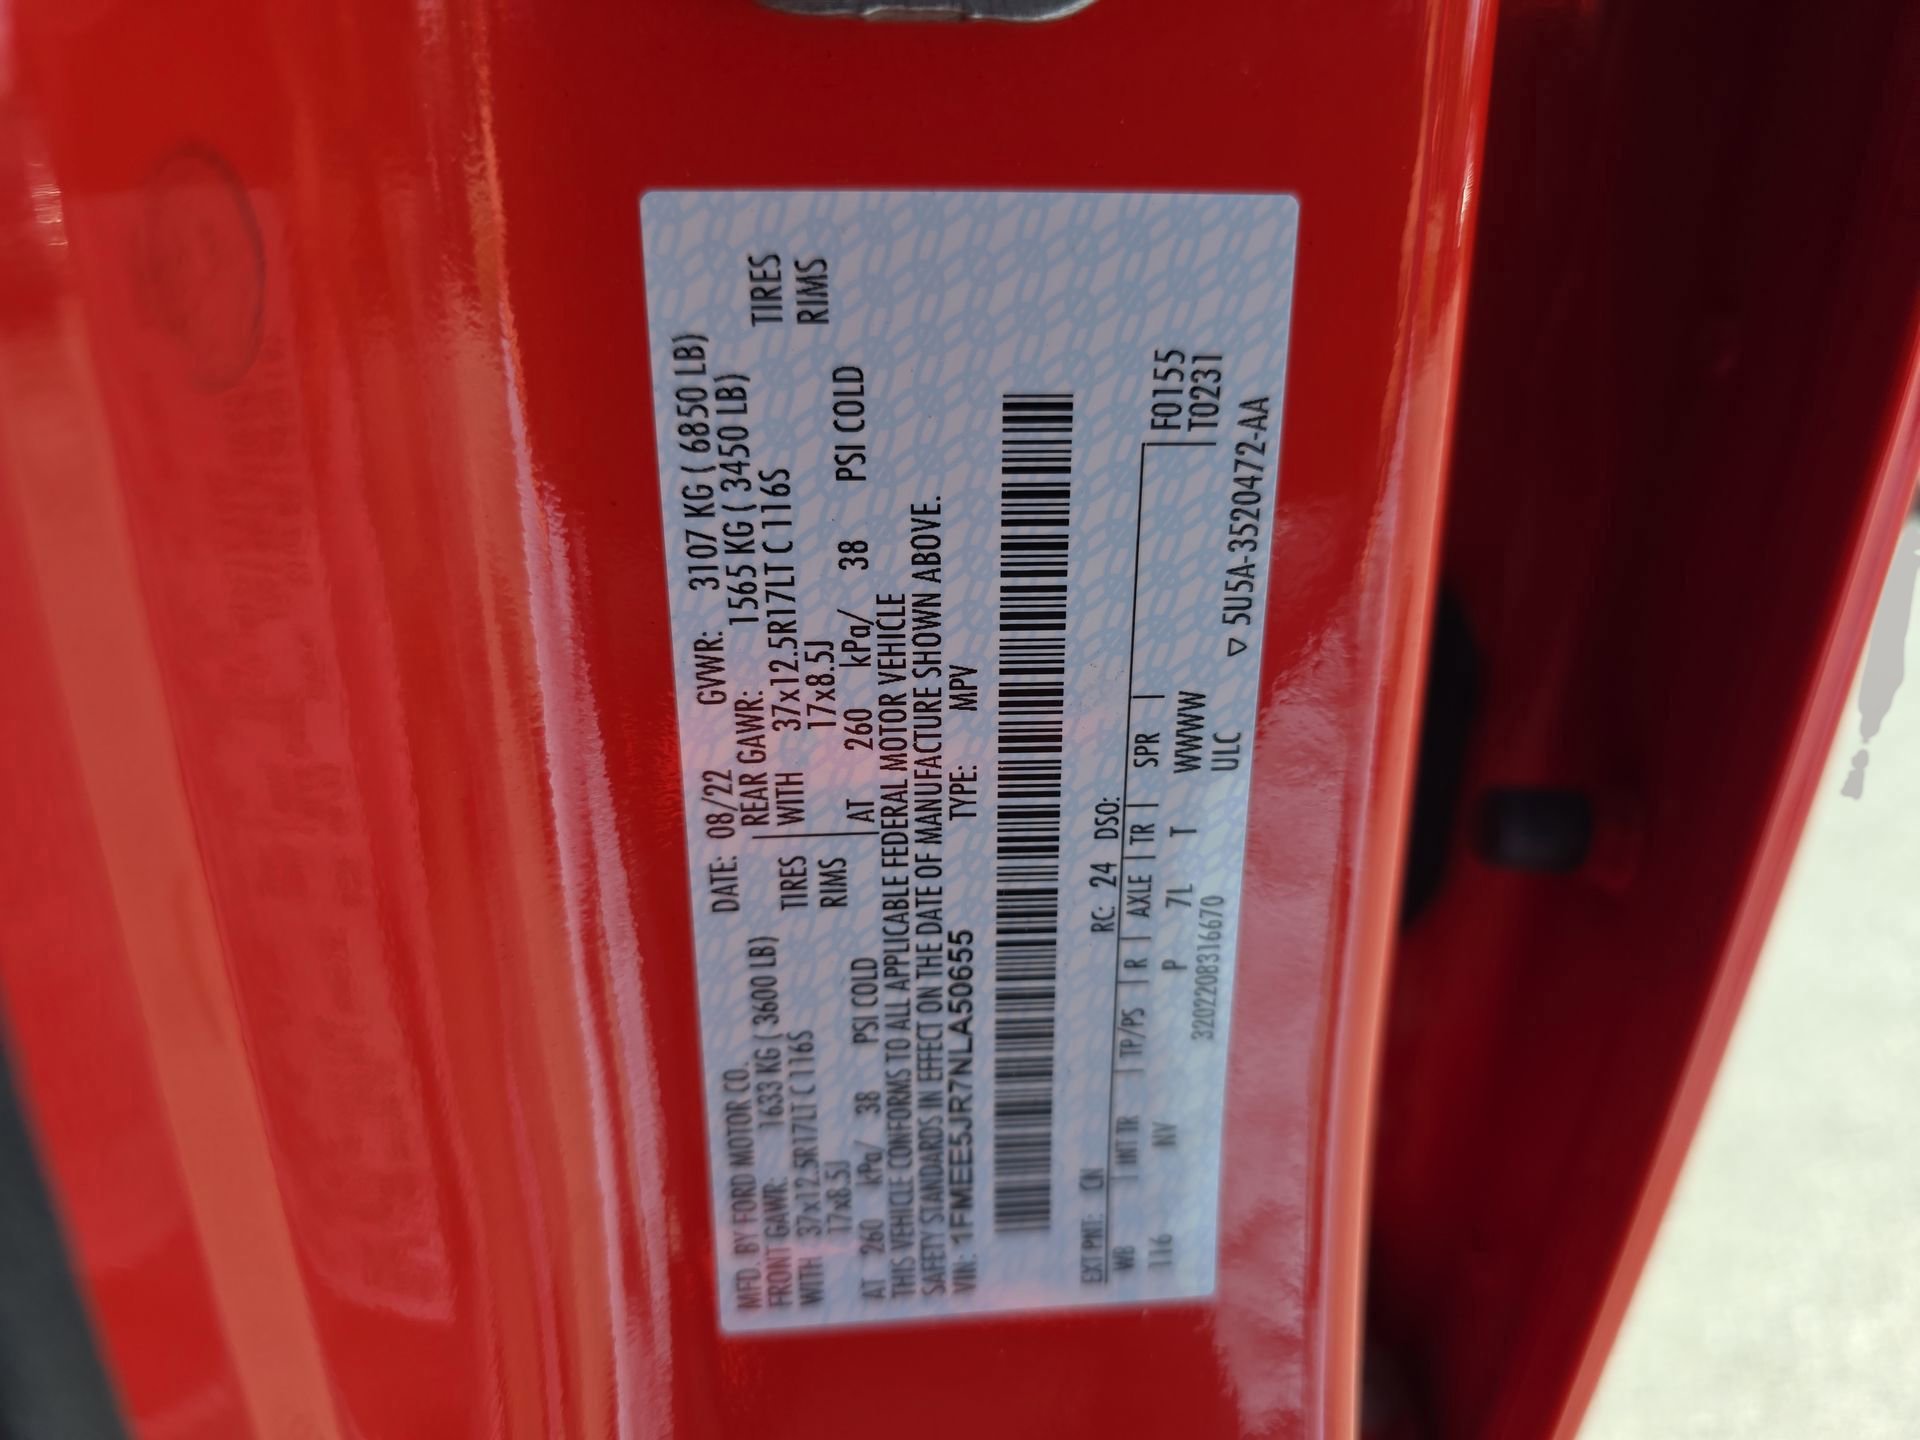 MFD. BY FORD MOTOR CO. DATE: 08/22 GVWR: 3107 KG ( 6850 LB)
FRONT GAWR: 1633 KG ( 3600 LB) REAR GAWR: 1565 KG ( 3450 LB)
WITH 37x12.5R17LT C 116S TIRES WITH 37x12.5R17LT C 116S TIRES
17x8.5J RIMS 17x8.5J RIMS
AT 260 kPa/ 38 PSI COLD AT 260 kPa/ 38 PSI COLD
THIS VEHICLE CONFORMS TO ALL APPLICABLE FEDERAL MOTOR VEHICLE
SAFETY STANDARDS IN EFFECT ON THE DATE OF MANUFACTURE SHOWN ABOVE.
VIN: 1FMEE5JR7NLA50655 TYPE: MPV
EXT PNT: CN RC: 24 DSO:
WB | INT TR | TP/PS | R | AXLE | TR | SPR | F0155
116 NV P 7L T WWWW T0231
320220831667​0 ULC ▽ 5U5A-3520472-AA